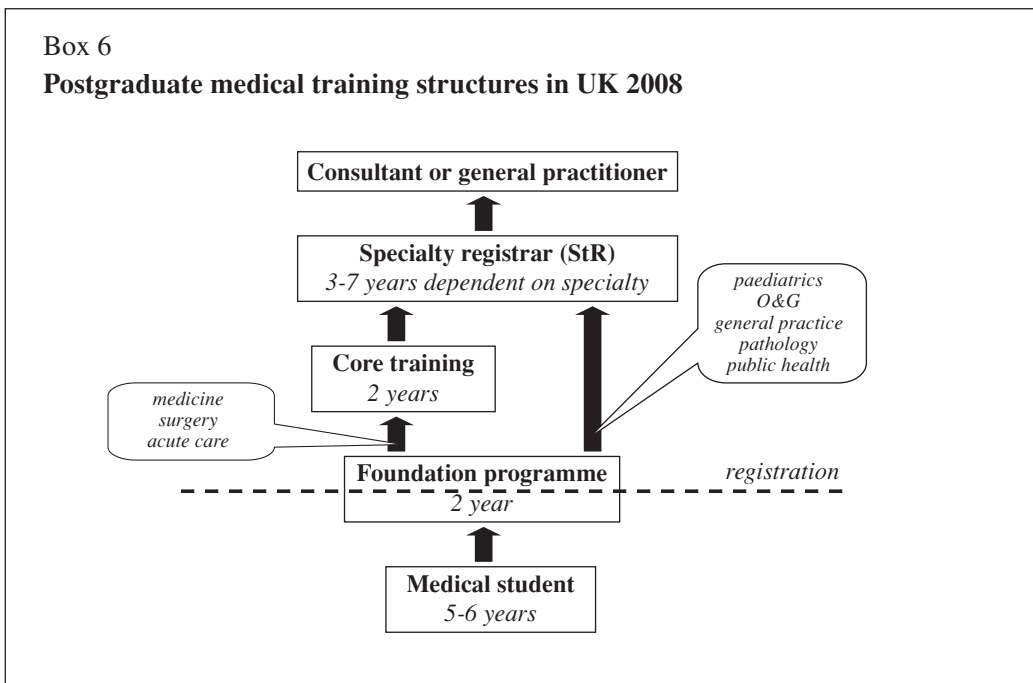 Box 6
Postgraduate medical training structures in UK 2008
Consultant or general practitioner
Specialty registrar (StR)
3-7 years dependent on specialty
paediatrics
O&G
general practice
pathology
public health
Core training
2 years
medicine
surgery
acute care
Foundation programme
2 year
registration
Medical student
5-6 years